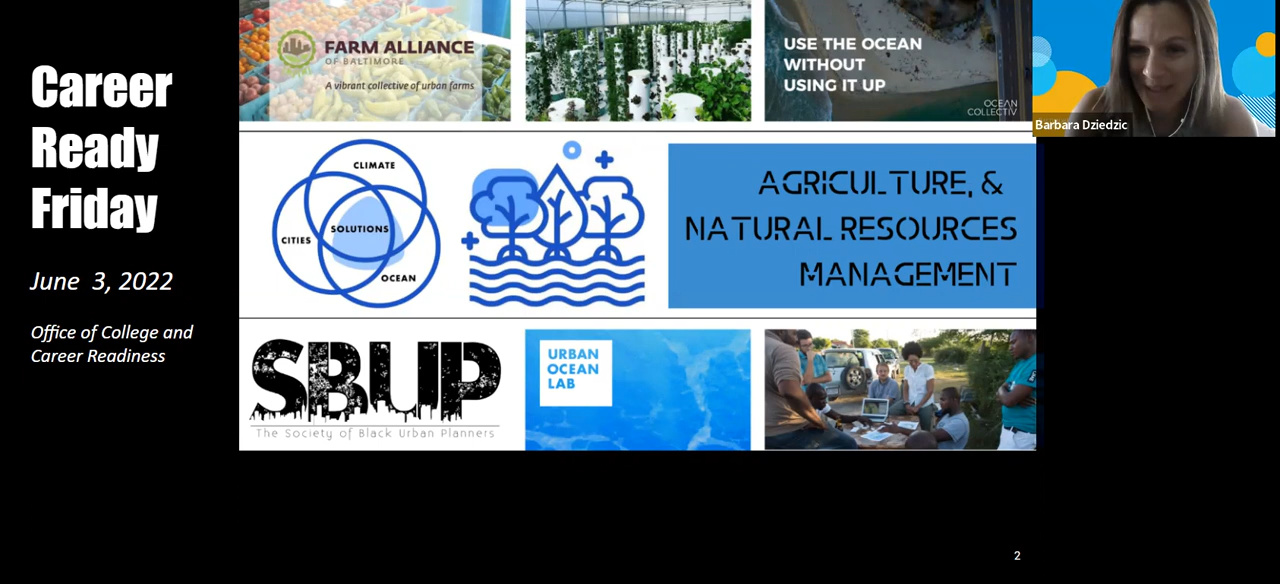 Career
Ready
Friday
June 3, 2022
Office of College and
Career Readiness
FARM ALLIANCE
OF BALTIMORE
A vibrant collective of urban farms
USE THE OCEAN
WITHOUT
USING IT UP
OCEAN
COLLECTIV
Barbara Dziedzic
CLIMATE
SOLUTIONS
CITIES
OCEAN
AGRICULTURE, &
NATURAL RESOURCES
MANAGEMENT
SBUP
The Society of Black Urban Planners
URBAN
OCEAN
LAB
2